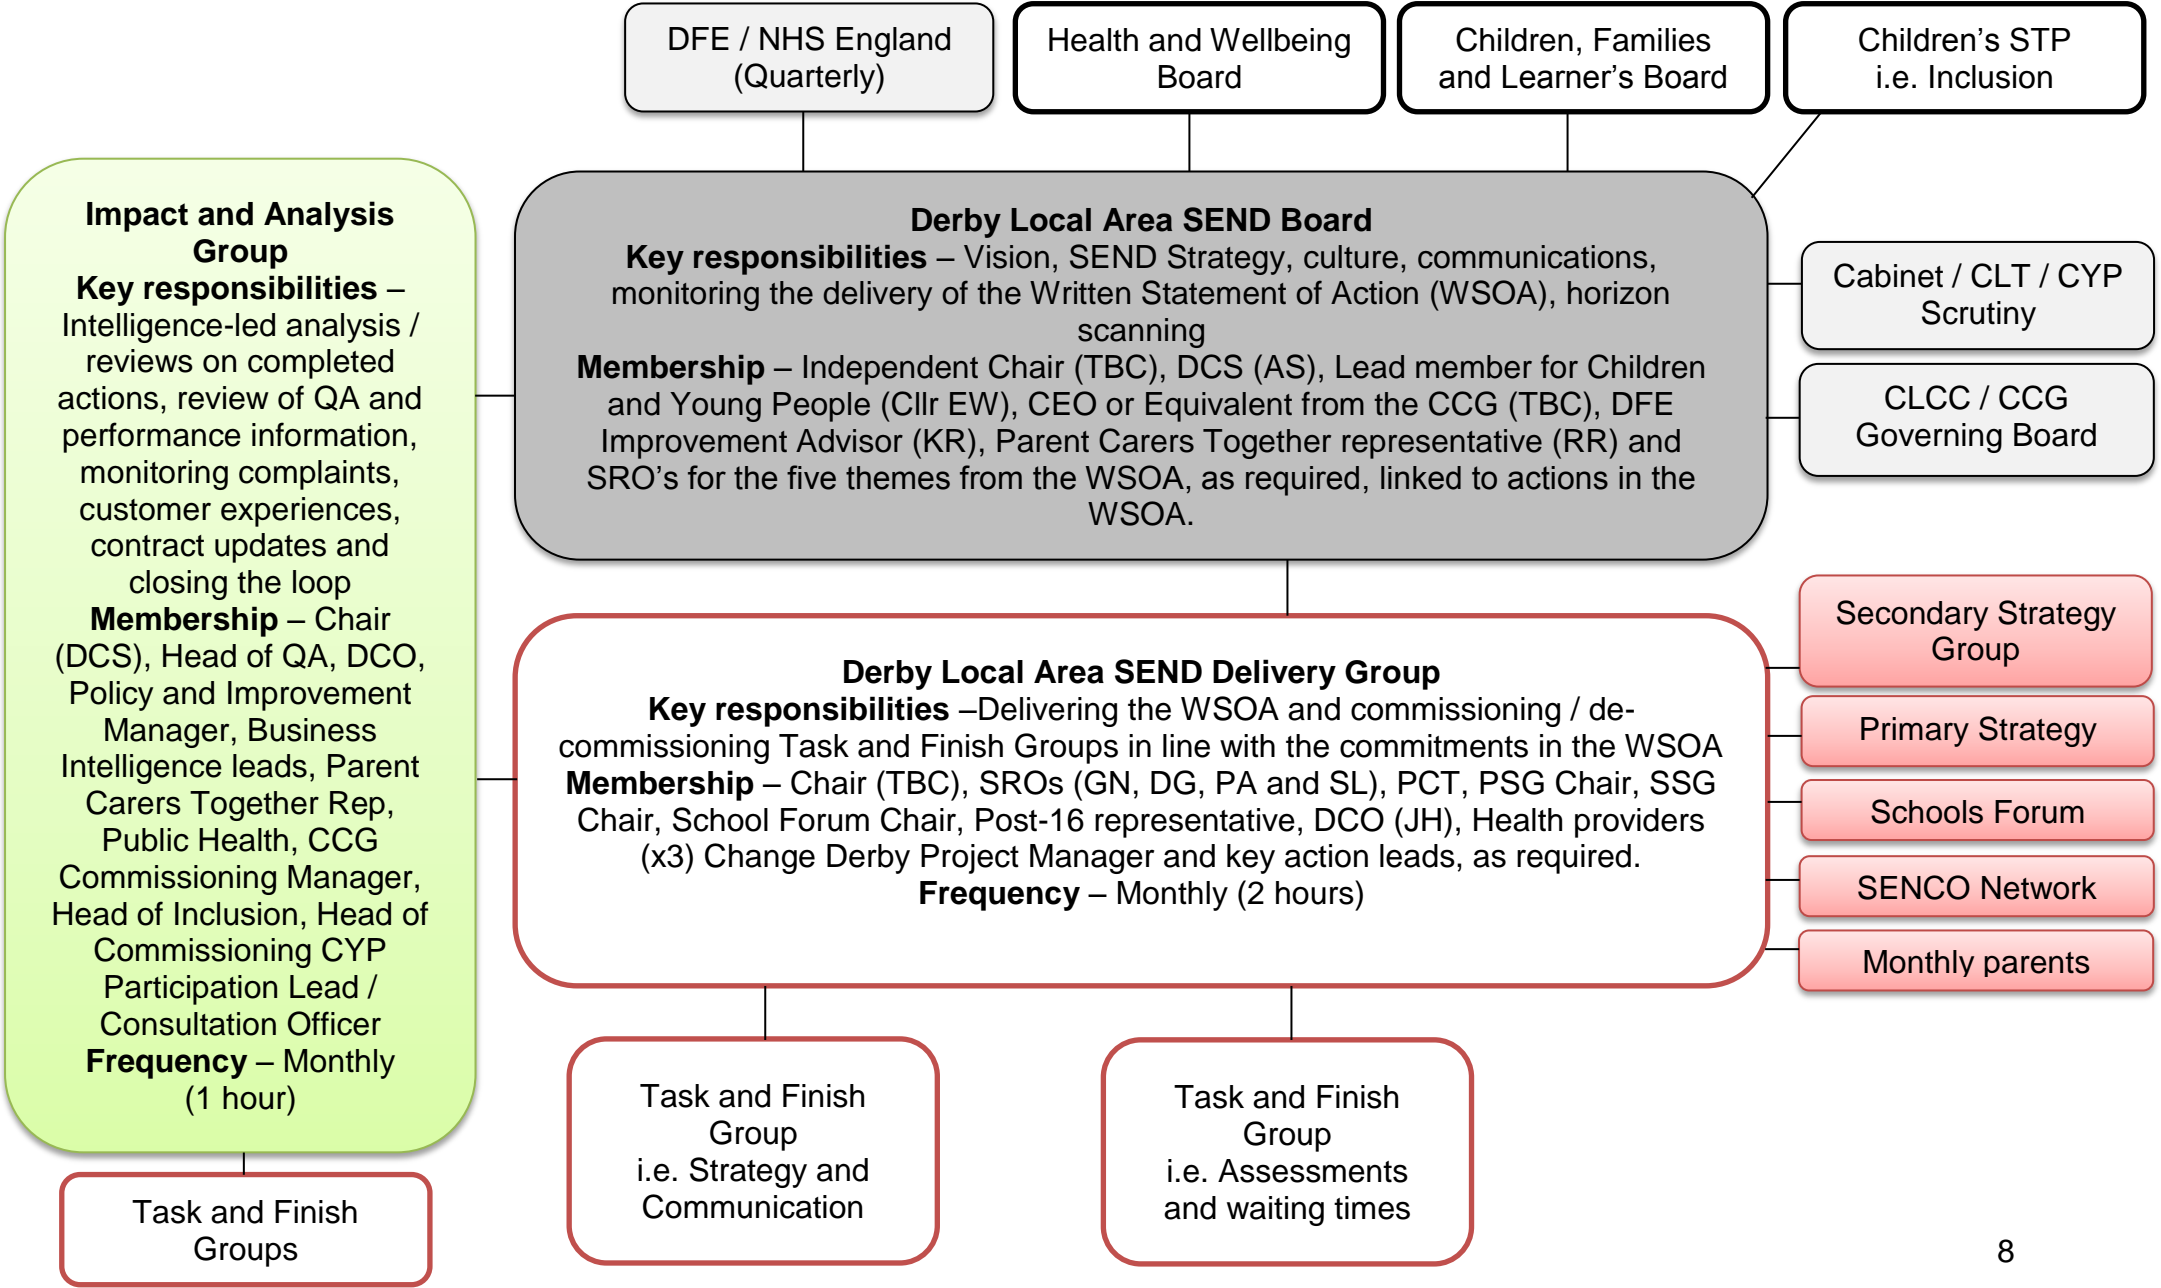 DFE / NHS England
(Quarterly)
Health and Wellbeing
Board
Children, Families
and Learner’s Board
Children’s STP
i.e. Inclusion
Impact and Analysis
Group
Key responsibilities –
Intelligence-led analysis /
reviews on completed
actions, review of QA and
performance information,
monitoring complaints,
customer experiences,
contract updates and
closing the loop
Membership – Chair
(DCS), Head of QA, DCO,
Policy and Improvement
Manager, Business
Intelligence leads, Parent
Carers Together Rep,
Public Health, CCG
Commissioning Manager,
Head of Inclusion, Head of
Commissioning CYP
Participation Lead /
Consultation Officer
Frequency – Monthly
(1 hour)
Derby Local Area SEND Board
Key responsibilities – Vision, SEND Strategy, culture, communications,
monitoring the delivery of the Written Statement of Action (WSOA), horizon
scanning
Membership – Independent Chair (TBC), DCS (AS), Lead member for Children
and Young People (Cllr EW), CEO or Equivalent from the CCG (TBC), DFE
Improvement Advisor (KR), Parent Carers Together representative (RR) and
SRO’s for the five themes from the WSOA, as required, linked to actions in the
WSOA.
Cabinet / CLT / CYP
Scrutiny
CLCC / CCG
Governing Board
Derby Local Area SEND Delivery Group
Key responsibilities –Delivering the WSOA and commissioning / de-
commissioning Task and Finish Groups in line with the commitments in the WSOA
Membership – Chair (TBC), SROs (GN, DG, PA and SL), PCT, PSG Chair, SSG
Chair, School Forum Chair, Post-16 representative, DCO (JH), Health providers
(x3) Change Derby Project Manager and key action leads, as required.
Frequency – Monthly (2 hours)
Secondary Strategy
Group
Primary Strategy
Schools Forum
SENCO Network
Monthly parents
Task and Finish
Groups
Task and Finish
Group
i.e. Strategy and
Communication
Task and Finish
Group
i.e. Assessments
and waiting times
8